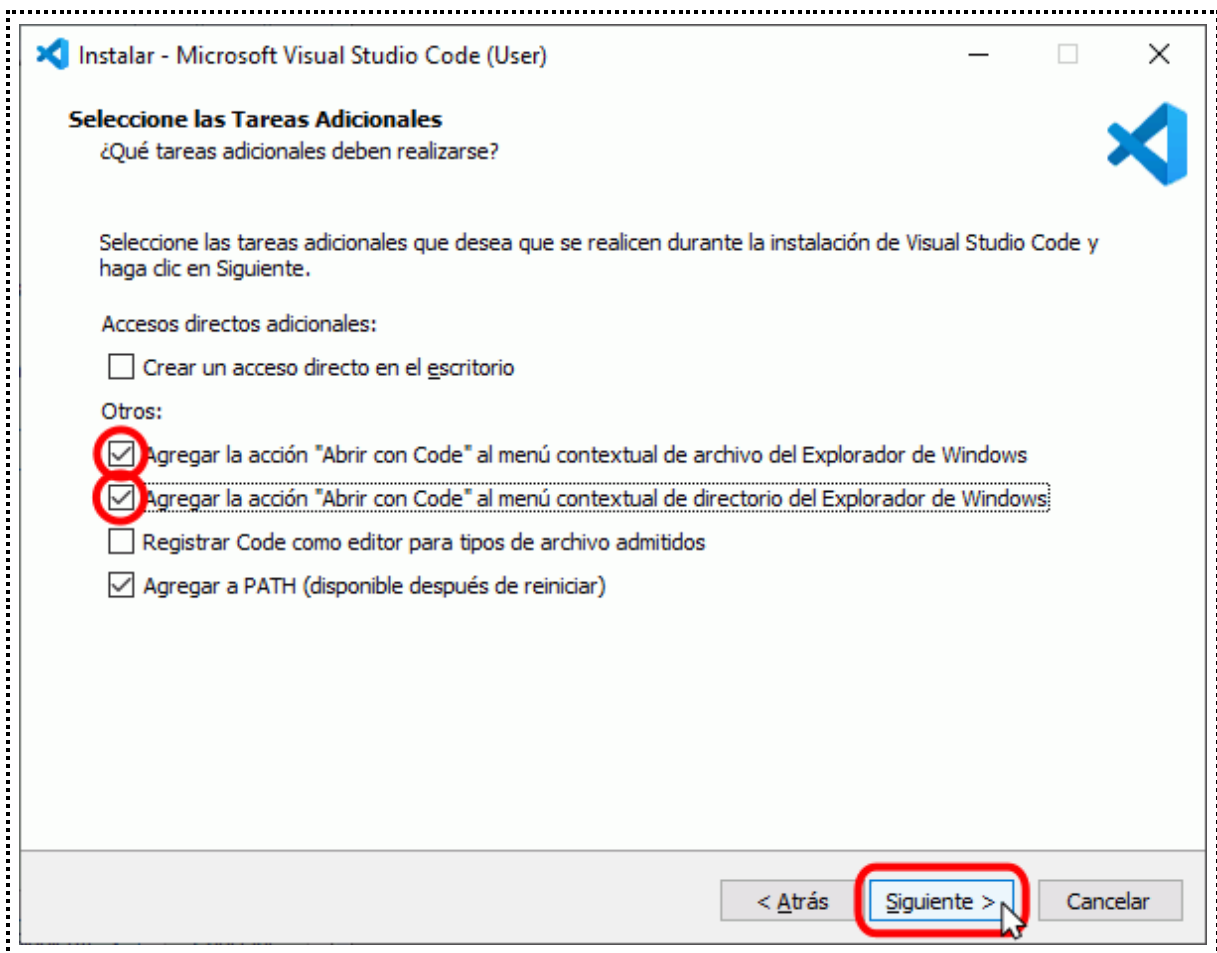 Instalar - Microsoft Visual Studio Code (User)
Seleccione las Tareas Adicionales
¿Qué tareas adicionales deben realizarse?
Seleccione las tareas adicionales que desea que se realicen durante la instalación de Visual Studio Code y
haga clic en Siguiente.
Accesos directos adicionales:
Crear un acceso directo en el escritorio
Otros:
Agregar la acción "Abrir con Code" al menú contextual de archivo del Explorador de Windows
Agregar la acción "Abrir con Code" al menú contextual de directorio del Explorador de Windows
Registrar Code como editor para tipos de archivo admitidos
Agregar a PATH (disponible después de reiniciar)
< Atrás Siguiente > Cancelar